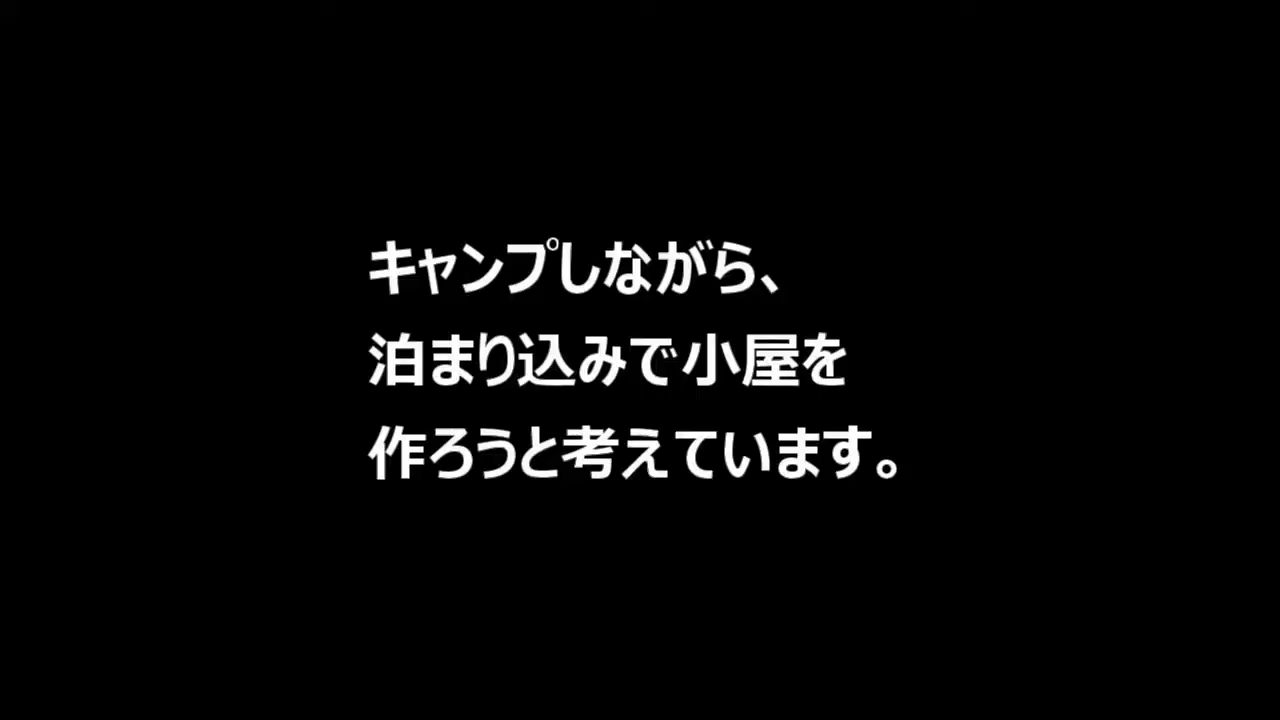 キャンプしながら、
泊まり込みで小屋を
作ろうと考えています。